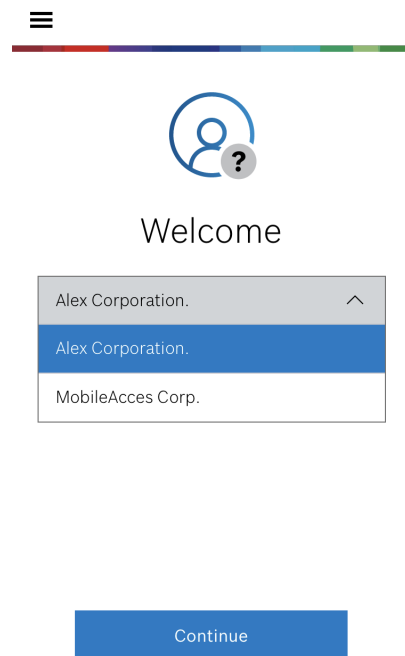 ?
Welcome
Alex Corporation.
Alex Corporation.
MobileAcces Corp.
Continue